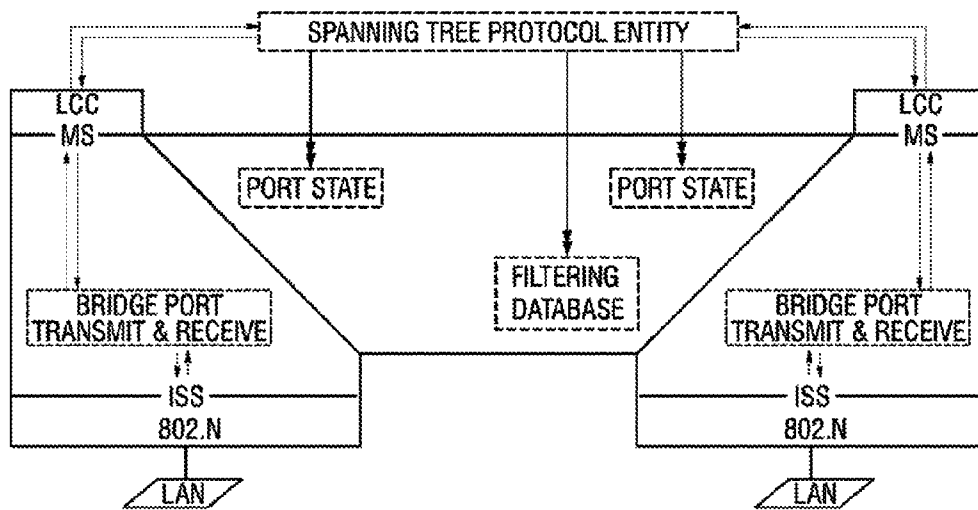 SPANNING TREE PROTOCOL ENTITY
LCC
LCC
MS
MS
PORT STATE
PORT STATE
FILTERING
DATABASE
BRIDGE PORT
TRANSMIT & RECEIVE
BRIDGE PORT
TRANSMIT & RECEIVE
ISS
ISS
802.N
802.N
LAN
LAN